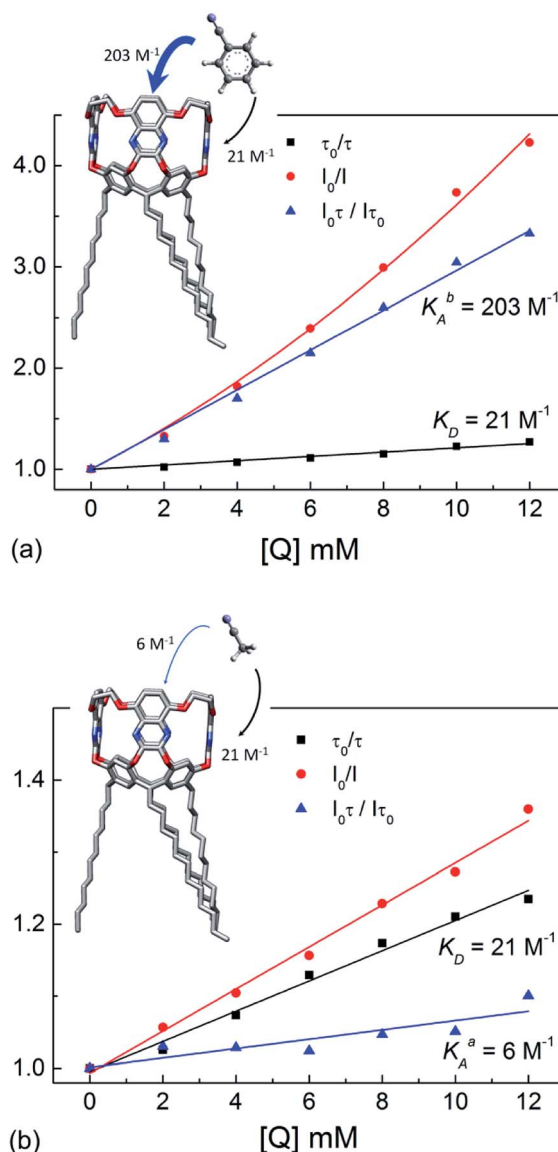 203 M⁻¹
21 M⁻¹
τ₀/τ
I₀/I
I₀τ / Iτ₀
4.0
3.0
2.0
1.0
K_A^b = 203 M⁻¹
K_D = 21 M⁻¹
0 2 4 6 8 10 12
[Q] mM
(a)
6 M⁻¹
21 M⁻¹
τ₀/τ
I₀/I
I₀τ / Iτ₀
1.4
1.2
1.0
K_D = 21 M⁻¹
K_A^a = 6 M⁻¹
0 2 4 6 8 10 12
[Q] mM
(b)